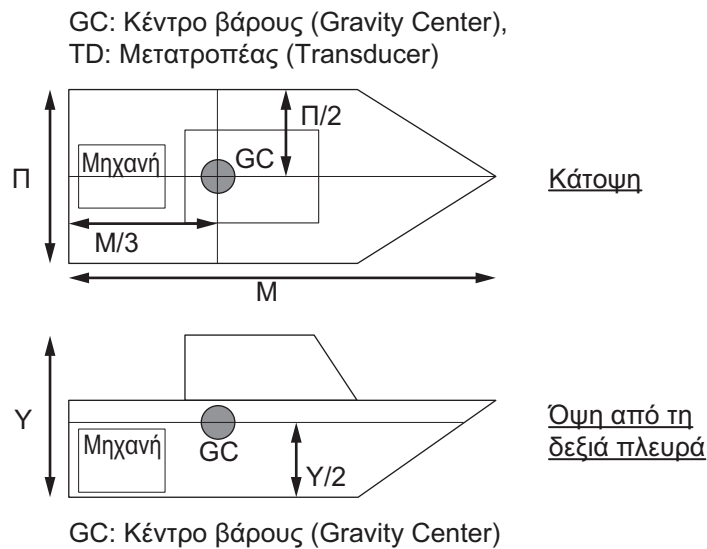 GC: Κέντρο βάρους (Gravity Center),
TD: Μετατροπέας (Transducer)
Π/2
Μηχανή
GC
Π
Κάτοψη
Μ/3
Μ
Υ
Όψη από τη
δεξιά πλευρά
Μηχανή
GC
Υ/2
GC: Κέντρο βάρους (Gravity Center)